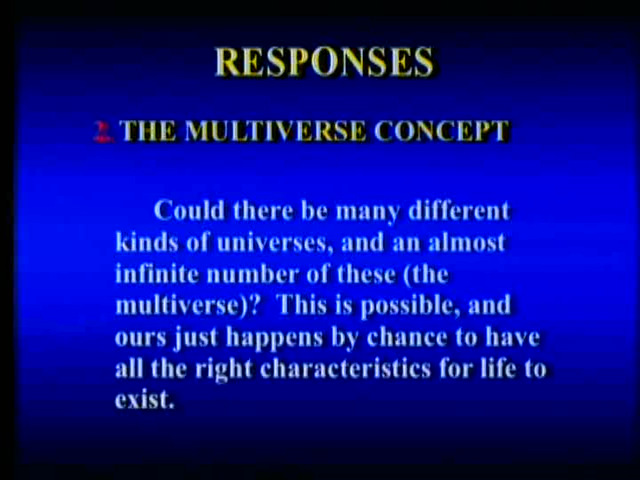 RESPONSES
2. THE MULTIVERSE CONCEPT
Could there be many different
kinds of universes, and an almost
infinite number of these (the
multiverse)? This is possible, and
ours just happens by chance to have
all the right characteristics for life to
exist.